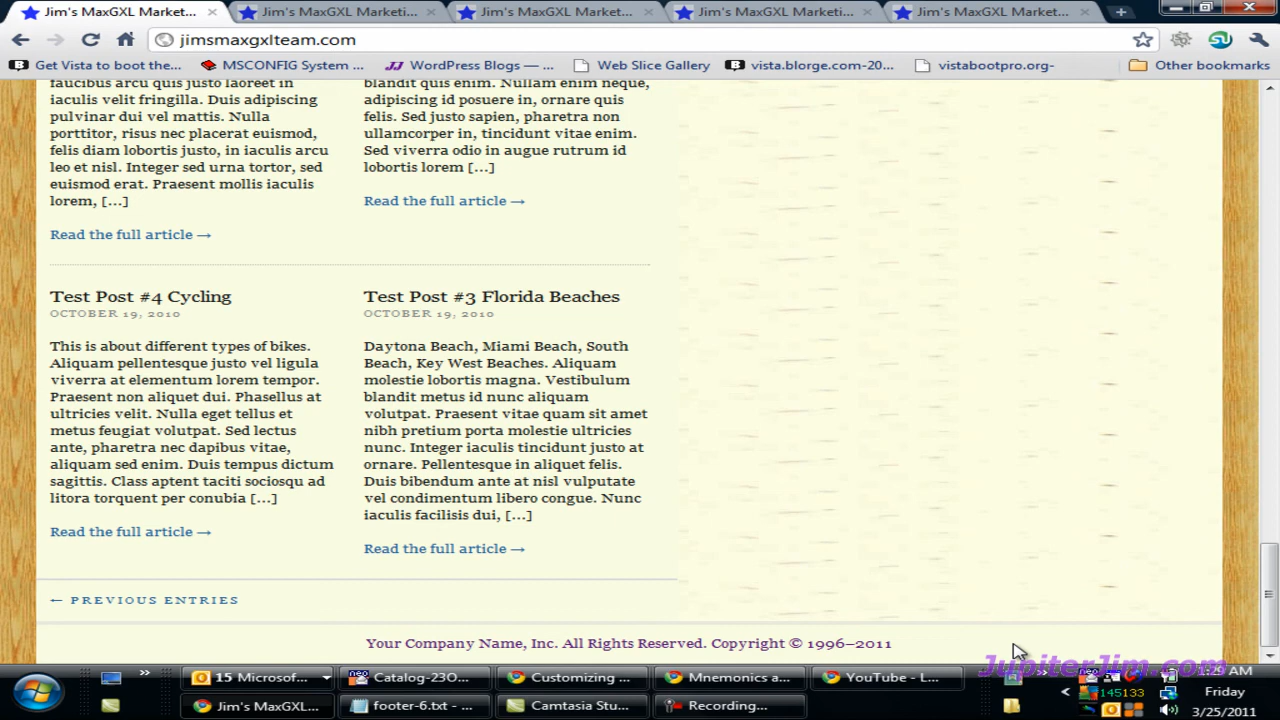 Jim's MaxGXL Market...
Jim's MaxGXL Marketi...
Jim's MaxGXL Market...
Jim's MaxGXL Marketi...
Jim's MaxGXL Market...
jimsmaxgxlteam.com
Get Vista to boot the...
MSCONFIG System ...
JJ WordPress Blogs — ...
Web Slice Gallery
vista.blorge.com-20...
vistabootpro.org-
Other bookmarks
faucibus arcu quis justo laoreet in
iaculis velit fringilla. Duis adipiscing
pulvinar dui vel mattis. Nulla
porttitor, risus nec placerat euismod,
felis diam lobortis justo, in iaculis arcu
leo et nisl. Integer sed urna tortor, sed
euismod erat. Praesent mollis iaculis
lorem, [...]
Read the full article →
blandit quis enim. Nullam enim neque,
adipiscing id posuere in, ornare quis
felis. Sed justo sapien, pharetra non
ullamcorper in, tincidunt vitae enim.
Sed viverra odio in augue rutrum id
lobortis lorem [...]
Read the full article →
Test Post #4 Cycling
OCTOBER 19, 2010
This is about different types of bikes.
Aliquam pellentesque justo vel ligula
viverra at elementum lorem tempor.
Praesent non aliquet dui. Phasellus at
ultricies velit. Nulla eget tellus et
metus feugiat volutpat. Sed lectus
ante, pharetra nec dapibus vitae,
aliquam sed enim. Duis tempus dictum
sagittis. Class aptent taciti sociosqu ad
litora torquent per conubia [...]
Read the full article →
Test Post #3 Florida Beaches
OCTOBER 19, 2010
Daytona Beach, Miami Beach, South
Beach, Key West Beaches. Aliquam
molestie lobortis magna. Vestibulum
blandit metus id nunc aliquam
volutpat. Praesent vitae quam sit amet
nibh pretium porta molestie ultricies
nunc. Integer iaculis tincidunt justo at
ornare. Pellentesque in aliquet felis.
Duis bibendum ante at nisl vulputate
vel condimentum libero congue. Nunc
iaculis facilisis dui, [...]
Read the full article →
← PREVIOUS ENTRIES
Your Company Name, Inc. All Rights Reserved. Copyright © 1996–2011
JupiterJim.com
15 Microsof...
Catalog-23O...
Customizing ...
Mnemonics a...
YouTube - L...
1:29 AM
Jim's MaxGXL...
footer-6.txt - ...
Camtasia Stu...
Recording...
145133
Friday
3/25/2011